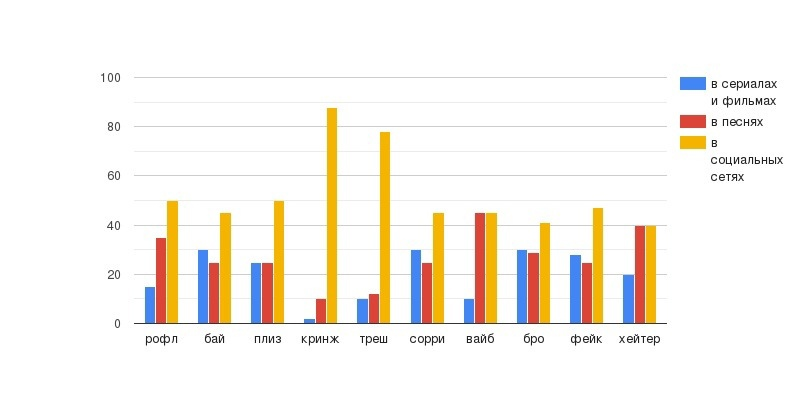 100
80
60
40
20
0
рофл бай плиз кринж треш сорри вайб бро фейк хейтер
в сериалах
и фильмах
в песнях
в
социальных
сетях